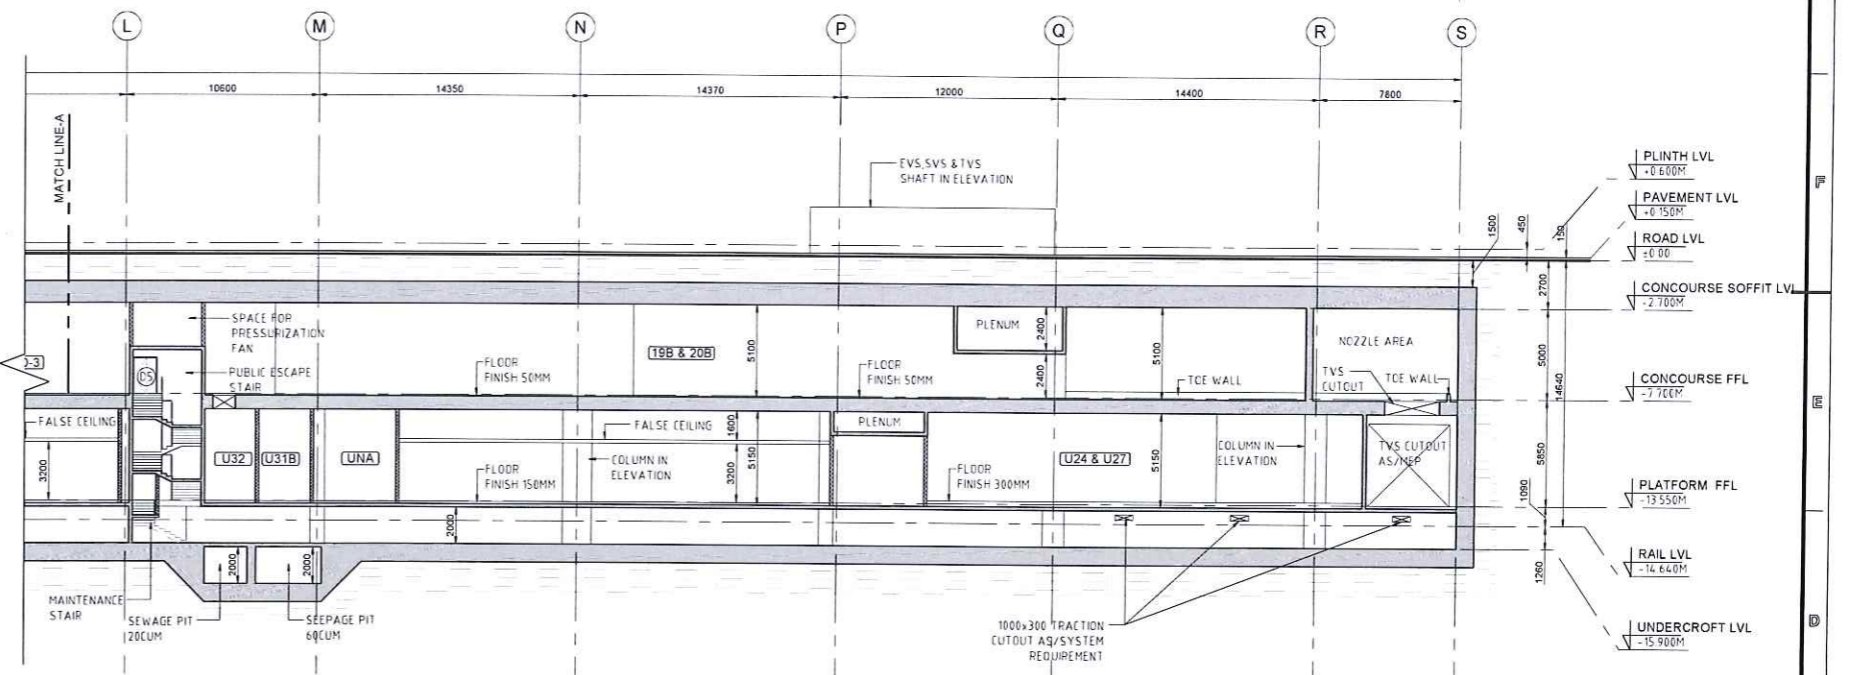 L M N P Q R S
10600 14350 14370 12000 14400 7800
MATCH LINE-A
EVS,SVS & TVS
SHAFT IN ELEVATION
PLINTH LVL
+0.600M
PAVEMENT LVL
+0.150M
ROAD LVL
±0.00
CONCOURSE SOFFIT LVL
-2.700M
CONCOURSE FFL
-7.700M
PLATFORM FFL
-13.550M
RAIL LVL
-14.640M
UNDERCROFT LVL
-15.900M
1500
450
150
2700
5000
14640
5850
1090
1260
SPACE FOR
PRESSURIZATION
FAN
PUBLIC ESCAPE
STAIR
D5
FLOOR
FINISH 50MM
19B & 20B
5100
FLOOR
FINISH 50MM
PLENUM
2400
2400
5100
TOE WALL
NOZZLE AREA
TVS
CUTOUT
TOE WALL
FALSE CEILING
3200
U32
U31B
UNA
FLOOR
FINISH 150MM
FALSE CEILING
COLUMN IN
ELEVATION
1600
3200
5150
PLENUM
FLOOR
FINISH 300MM
U24 & U27
5150
COLUMN IN
ELEVATION
TVS CUTOUT
AS/MEP
2000
2000
2000
MAINTENANCE
STAIR
SEWAGE PIT
20CUM
SEEPAGE PIT
60CUM
1000x300 TRACTION
CUTOUT AS/SYSTEM
REQUIREMENT
F
E
D